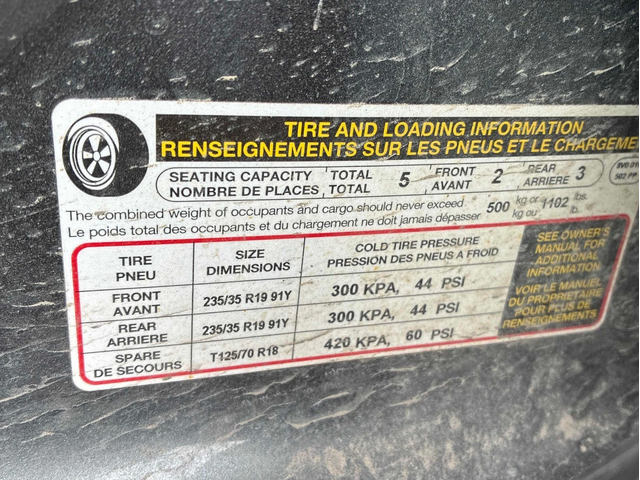 TIRE AND LOADING INFORMATION
RENSEIGNEMENTS SUR LES PNEUS ET LE CHARGEME
SEATING CAPACITY TOTAL 5 FRONT 2 REAR 3
NOMBRE DE PLACES TOTAL AVANT ARRIERE
The combined weight of occupants and cargo should never exceed 500 kg or 1102 lbs.
Le poids total des occupants et du chargement ne doit jamais dépasser kg ou lb.
TIRE SIZE COLD TIRE PRESSURE
PNEU DIMENSIONS PRESSION DES PNEUS A FROID
FRONT 235/35 R19 91Y 300 KPA, 44 PSI
AVANT
REAR 235/35 R19 91Y 300 KPA, 44 PSI
ARRIERE
SPARE T125/70 R18 420 KPA, 60 PSI
DE SECOURS
SEE OWNER'S
MANUAL FOR
ADDITIONAL
INFORMATION
VOIR LE MANUEL
DU PROPRIETAIRE
POUR PLUS DE
RENSEIGNEMENTS